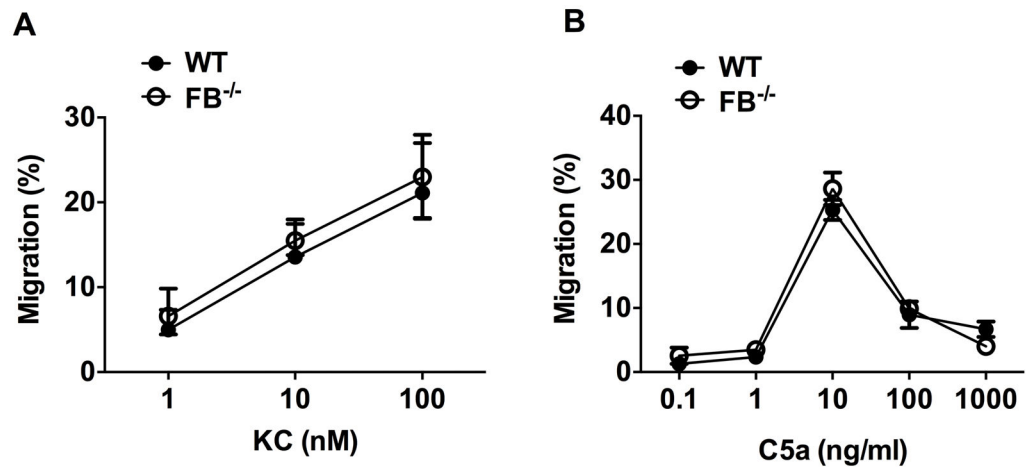 A
WT
FB-/-
30
20
10
0
Migration (%)
1 10 100
KC (nM)
B
WT
FB-/-
40
30
20
10
0
Migration (%)
0.1 1 10 100 1000
C5a (ng/ml)